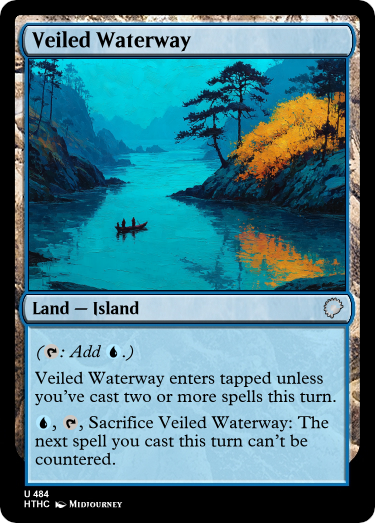 Veiled Waterway
Land — Island
(: Add .)
Veiled Waterway enters tapped unless
you've cast two or more spells this turn.
, , Sacrifice Veiled Waterway: The
next spell you cast this turn can't be
countered.
U 484
HTHC Midjourney